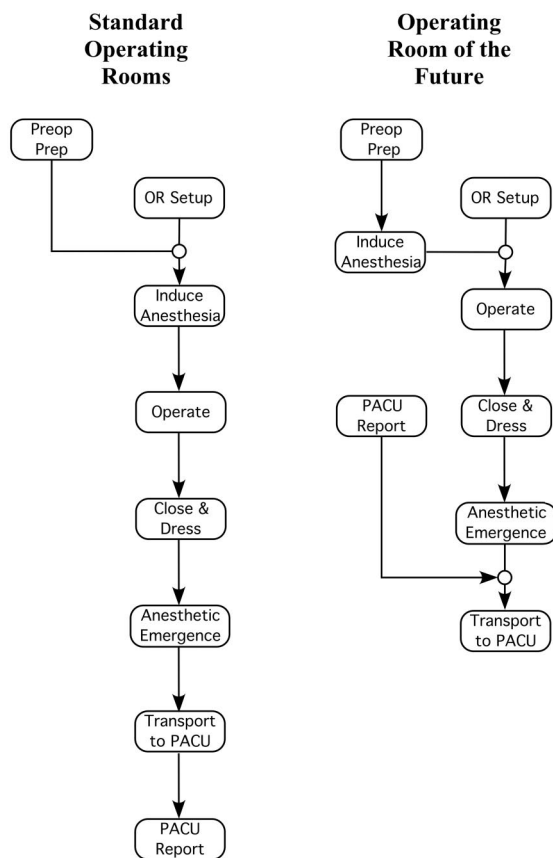 Standard
Operating
Rooms
Preop
Prep
OR Setup
Induce
Anesthesia
Operate
Close &
Dress
Anesthetic
Emergence
Transport
to PACU
PACU
Report
Operating
Room of the
Future
Preop
Prep
OR Setup
Induce
Anesthesia
Operate
PACU
Report
Close &
Dress
Anesthetic
Emergence
Transport
to PACU